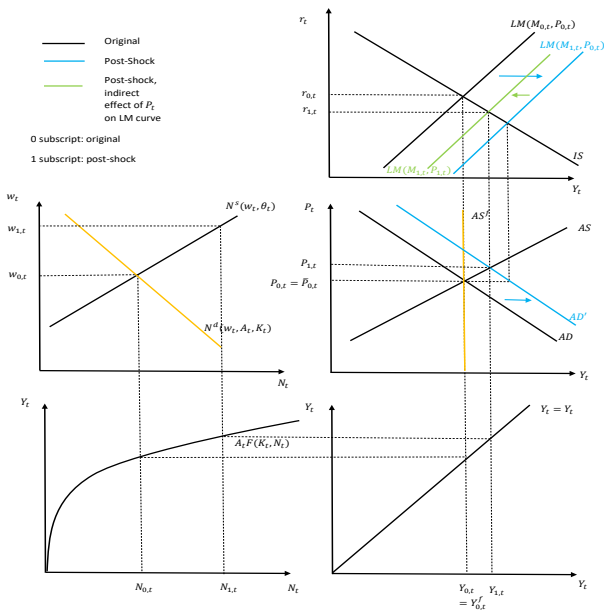 Original
Post-Shock
Post-shock,
indirect
effect of P_t
on LM curve
0 subscript: original
1 subscript: post-shock
r_t
LM(M_{0,t}, P_{0,t})
LM(M_{1,t}, P_{0,t})
r_{0,t}
r_{1,t}
LM(M_{1,t}, P_{1,t})
IS
Y_t
w_t
N^s(w_t, θ_t)
w_{1,t}
w_{0,t}
N^d(w_t, A_t, K_t)
N_t
P_t
AS^f
AS
P_{1,t}
P_{0,t} = P̄_{0,t}
AD'
AD
Y_t
Y_t
A_tF(K_t, N_t)
N_{0,t}
N_{1,t}
N_t
Y_t
Y_t = Y_t
Y_{0,t}
Y_{1,t}
Y_t
= Y^f_{0,t}